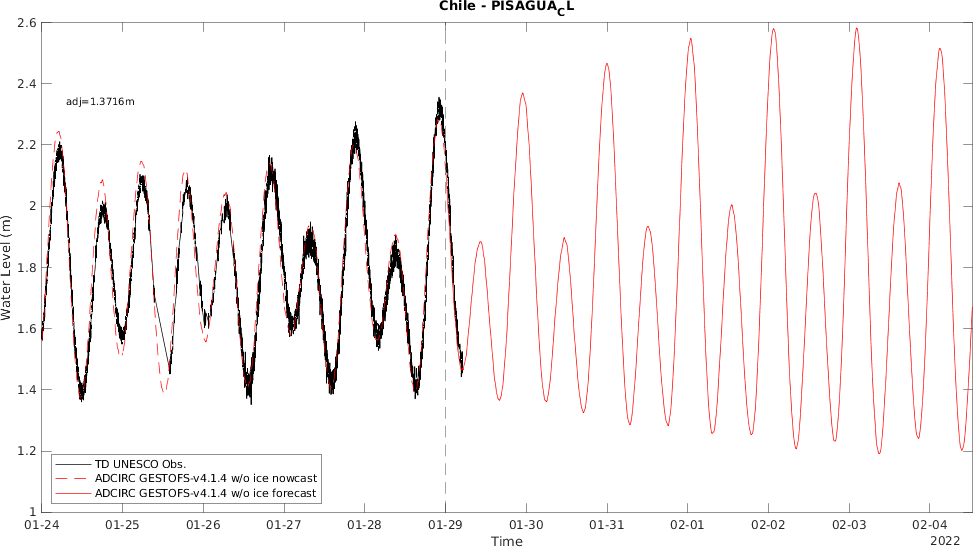 Chile - PISAGUA_CL
2.6
2.4
adj=1.3716m
2.2
2
1.8
Water Level (m)
1.6
1.4
1.2
TD UNESCO Obs.
ADCIRC GESTOFS-v4.1.4 w/o ice nowcast
ADCIRC GESTOFS-v4.1.4 w/o ice forecast
1
01-24 01-25 01-26 01-27 01-28 01-29 01-30 01-31 02-01 02-02 02-03 02-04
Time
2022